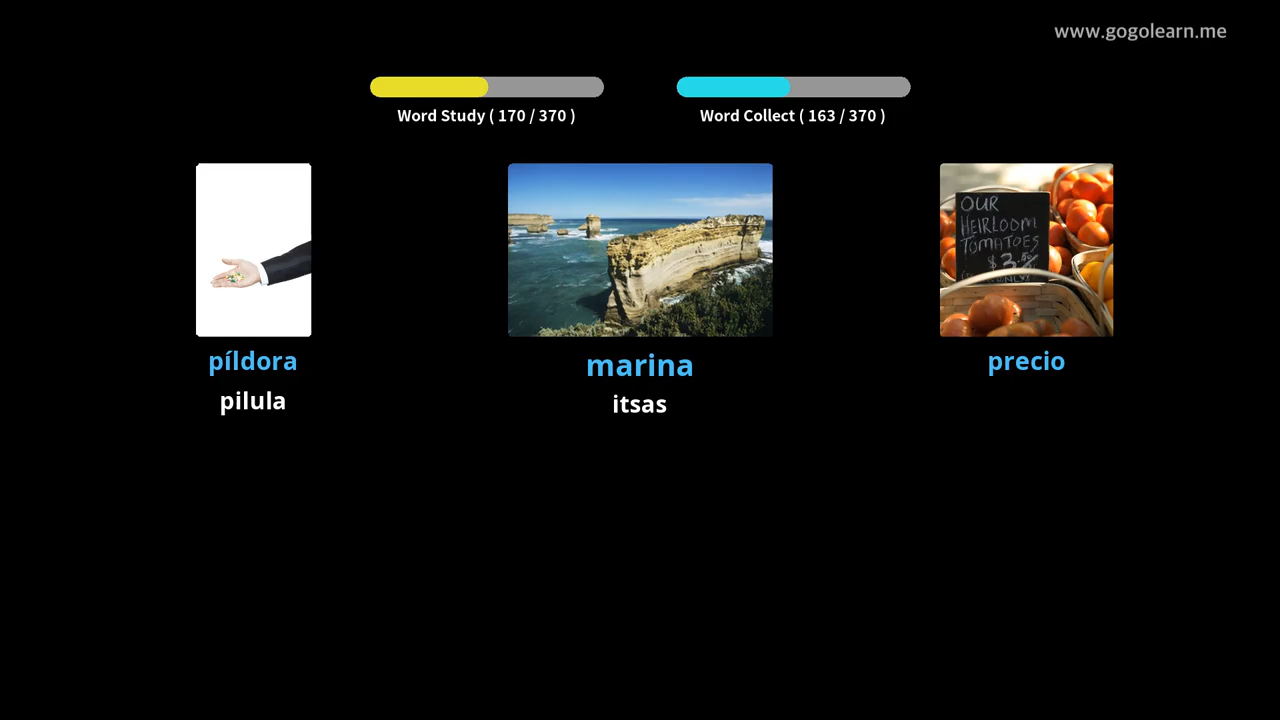 www.gogolearn.me
Word Study ( 170 / 370 )
Word Collect ( 163 / 370 )
OUR
HEIRLOOM
TOMATOES
píldora
marina
precio
pilula
itsas